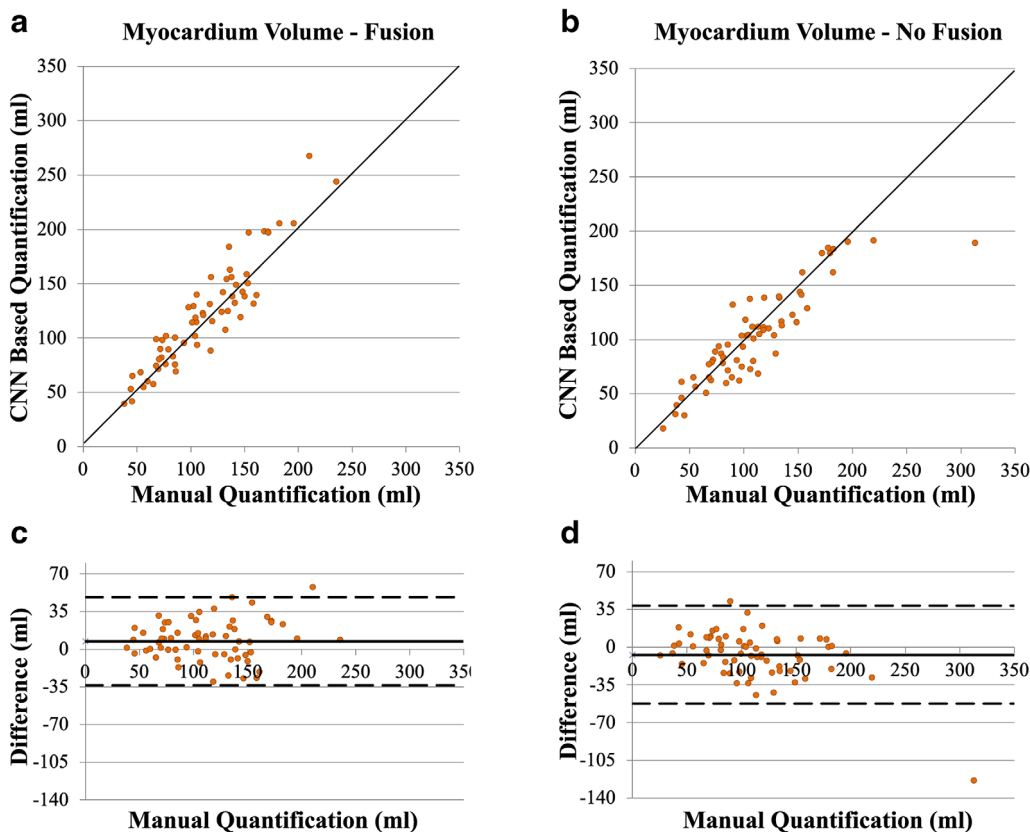 a
Myocardium Volume - Fusion
CNN Based Quantification (ml)
350
300
250
200
150
100
50
0
0 50 100 150 200 250 300 350
Manual Quantification (ml)
b
Myocardium Volume - No Fusion
CNN Based Quantification (ml)
350
300
250
200
150
100
50
0
0 50 100 150 200 250 300 350
Manual Quantification (ml)
c
Difference (ml)
70
35
0
-35
-70
-105
-140
0 50 100 150 200 250 300 350
Manual Quantification (ml)
d
Difference (ml)
70
35
0
-35
-70
-105
-140
0 50 100 150 200 250 300 350
Manual Quantification (ml)